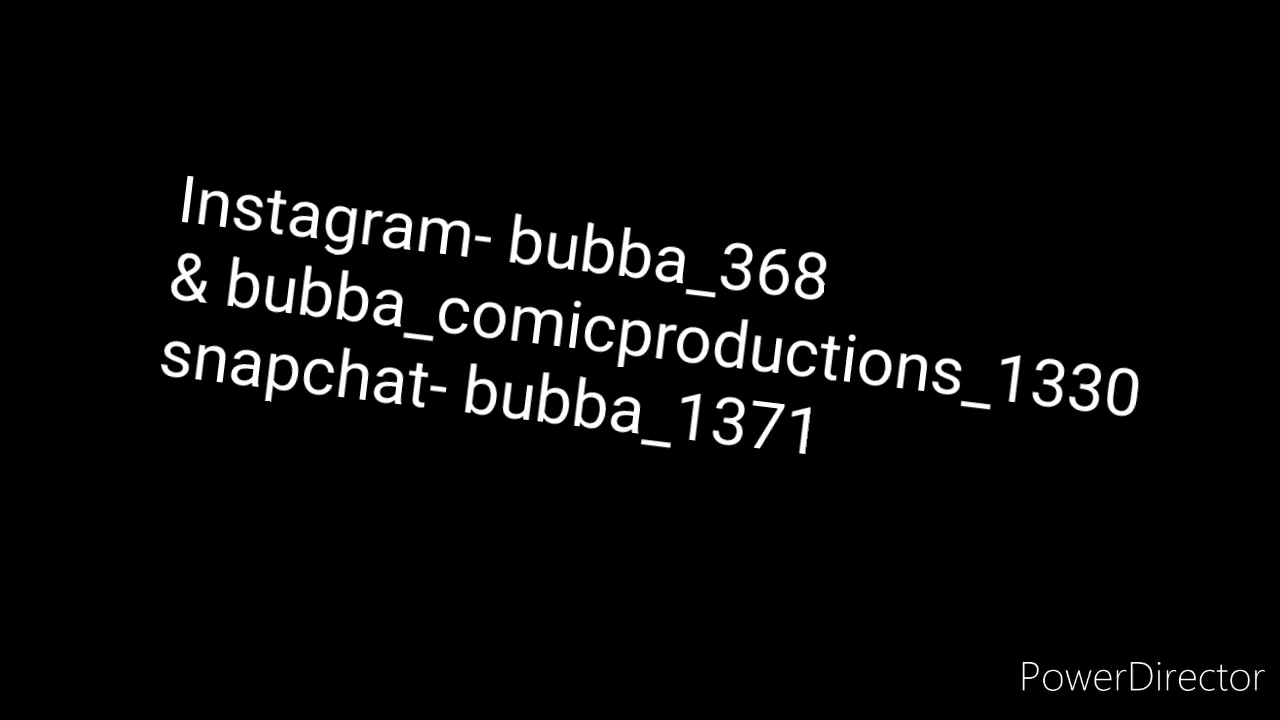 Instagram- bubba_368
& bubba_comicproductions_1330
snapchat- bubba_1371
PowerDirector